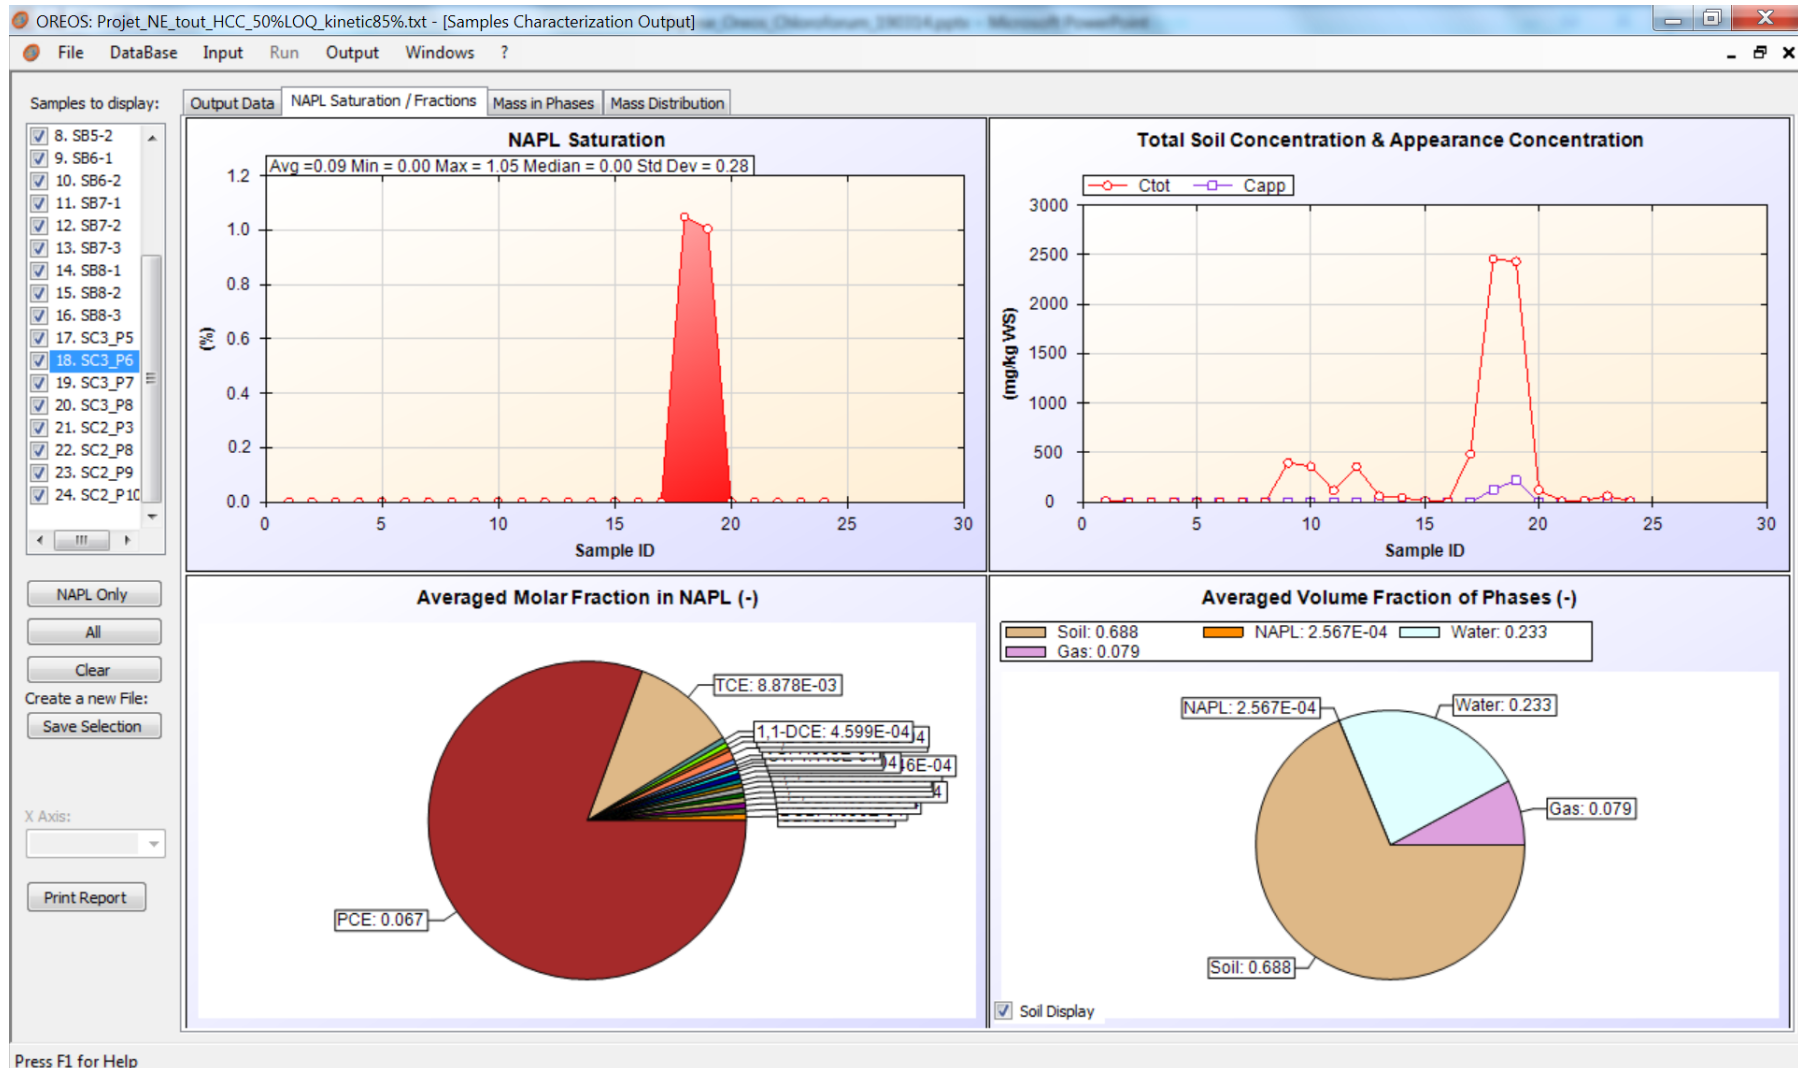 OREOS: Projet_NE_tout_HCC_50%LOQ_kinetic85%.txt - [Samples Characterization Output]
File DataBase Input Run Output Windows ?
Samples to display:
8. SB5-2
9. SB6-1
10. SB6-2
11. SB7-1
12. SB7-2
13. SB7-3
14. SB8-1
15. SB8-2
16. SB8-3
17. SC3_P5
18. SC3_P6
19. SC3_P7
20. SC3_P8
21. SC2_P3
22. SC2_P8
23. SC2_P9
24. SC2_P10
NAPL Only
All
Clear
Create a new File:
Save Selection
X Axis:
Print Report
Output Data NAPL Saturation / Fractions Mass in Phases Mass Distribution
NAPL Saturation
Avg =0.09 Min = 0.00 Max = 1.05 Median = 0.00 Std Dev = 0.28
1.2
1.0
0.8
0.6
0.4
0.2
0.0
(%)
0 5 10 15 20 25 30
Sample ID
Total Soil Concentration & Appearance Concentration
Ctot Capp
3000
2500
2000
1500
1000
500
0
(mg/kg WS)
0 5 10 15 20 25 30
Sample ID
Averaged Molar Fraction in NAPL (-)
TCE: 8.878E-03
1,1-DCE: 4.599E-04
PCE: 0.067
Averaged Volume Fraction of Phases (-)
Soil: 0.688 NAPL: 2.567E-04 Water: 0.233
Gas: 0.079
NAPL: 2.567E-04
Water: 0.233
Gas: 0.079
Soil: 0.688
Soil Display
Press F1 for Help